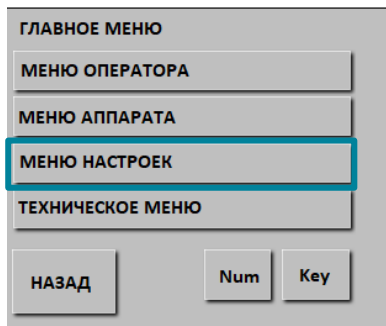 ГЛАВНОЕ МЕНЮ
МЕНЮ ОПЕРАТОРА
МЕНЮ АППАРАТА
МЕНЮ НАСТРОЕК
ТЕХНИЧЕСКОЕ МЕНЮ
НАЗАД Num Key